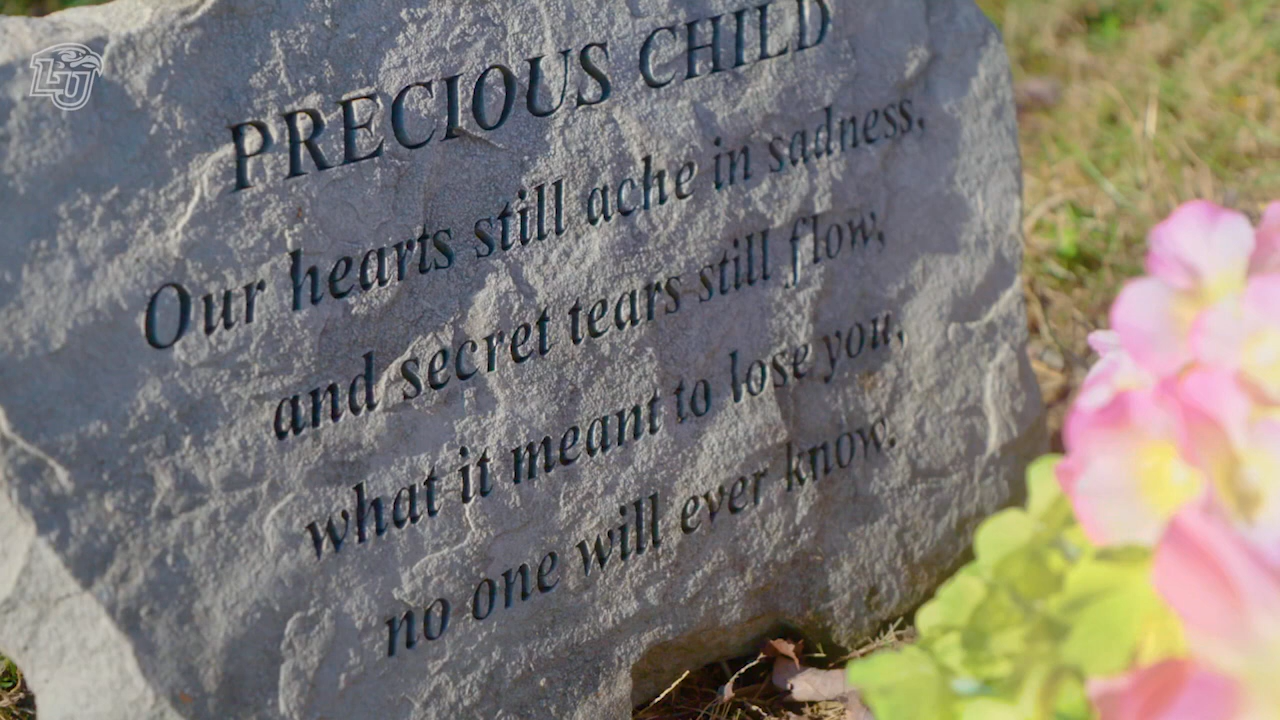 LU
PRECIOUS CHILD
Our hearts still ache in sadness,
and secret tears still flow,
what it meant to lose you,
no one will ever know.